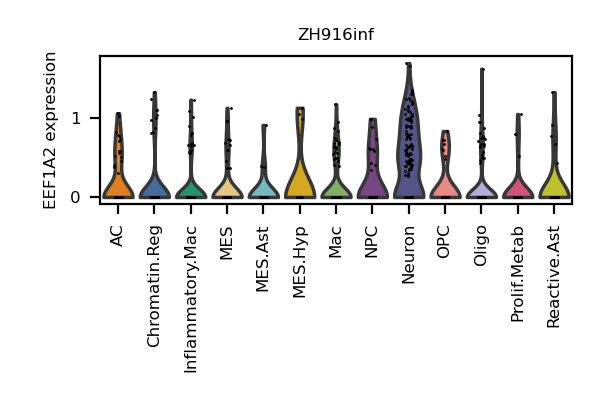 ZH916inf
EEF1A2 expression
1
0
AC
Chromatin.Reg
Inflammatory.Mac
MES
MES.Ast
MES.Hyp
Mac
NPC
Neuron
OPC
Oligo
Prolif.Metab
Reactive.Ast